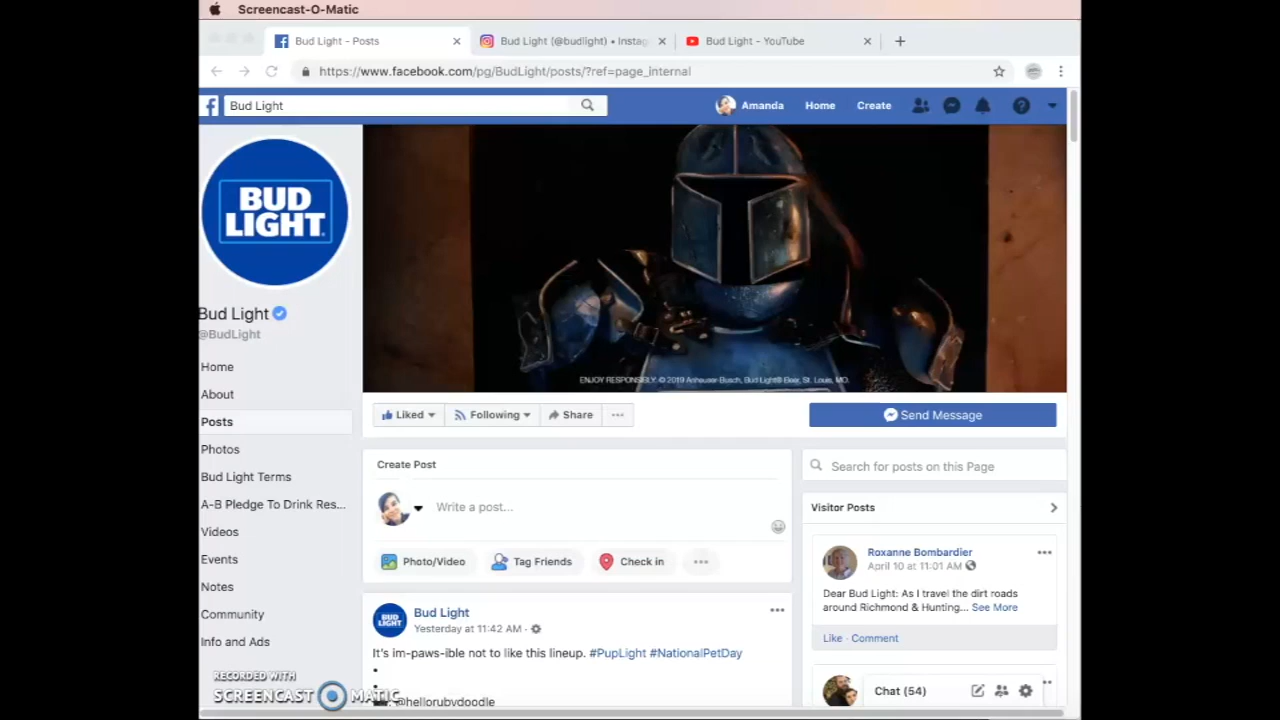 Screencast-O-Matic
Bud Light - Posts
Bud Light (@budlight) • Instag
Bud Light - YouTube
https://www.facebook.com/pg/BudLight/posts/?ref=page_internal
Bud Light
Amanda
Home
Create
BUD
LIGHT.
Bud Light
@BudLight
Home
About
Posts
Photos
Bud Light Terms
A-B Pledge To Drink Res...
Videos
Events
Notes
Community
Info and Ads
ENJOY RESPONSIBLY. © 2019 Anheuser-Busch, Bud Light® Beer, St. Louis, MO.
Liked
Following
Share
Send Message
Create Post
Write a post...
Photo/Video
Tag Friends
Check in
Search for posts on this Page
Visitor Posts
Roxanne Bombardier
April 10 at 11:01 AM
Dear Bud Light: As I travel the dirt roads
around Richmond & Hunting... See More
Like · Comment
BUD
LIGHT
Bud Light
Yesterday at 11:42 AM ·
It's im-paws-ible not to like this lineup. #PupLight #NationalPetDay
•
•
@hellorubydoodle
Chat (54)
RECORDED WITH
SCREENCAST MATIC